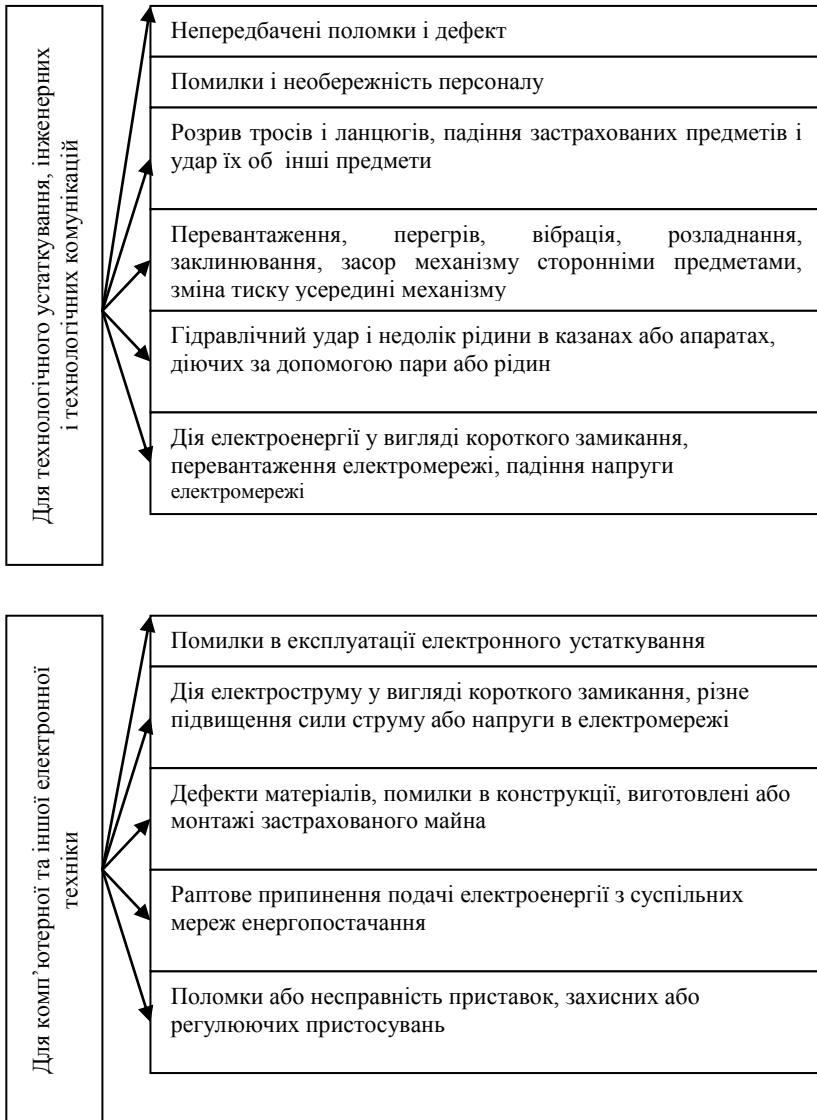 Для технологічного устаткування, інженерних
і технологічних комунікацій
Непередбачені поломки і дефект
Помилки і необережність персоналу
Розрив тросів і ланцюгів, падіння застрахованих предметів і
удар їх об інші предмети
Перевантаження, перегрів, вібрація, розладнання,
заклинювання, засор механізму сторонніми предметами,
зміна тиску усередині механізму
Гідравлічний удар і недолік рідини в казанах або апаратах,
діючих за допомогою пари або рідин
Дія електроенергії у вигляді короткого замикання,
перевантаження електромережі, падіння напруги
електромережі
Для комп’ютерної та іншої електронної
техніки
Помилки в експлуатації електронного устаткування
Дія електроструму у вигляді короткого замикання, різне
підвищення сили струму або напруги в електромережі
Дефекти матеріалів, помилки в конструкції, виготовлені або
монтажі застрахованого майна
Раптове припинення подачі електроенергії з суспільних
мереж енергопостачання
Поломки або несправність приставок, захисних або
регулюючих пристосувань